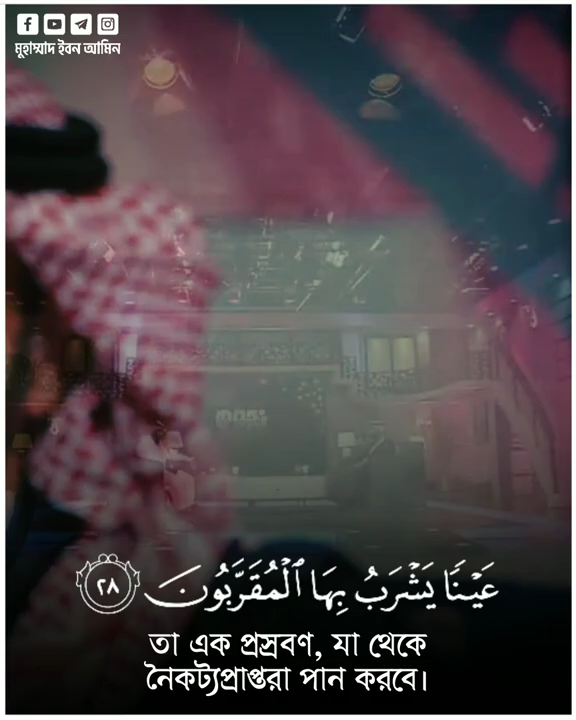 মুহাম্মাদ ইবন আমিন
عَيْنًا يَشْرَبُ بِهَا ٱلْمُقَرَّبُونَ ٢٨
তা এক প্রস্রবণ, যা থেকে
নৈকট্যপ্রাপ্তরা পান করবে।